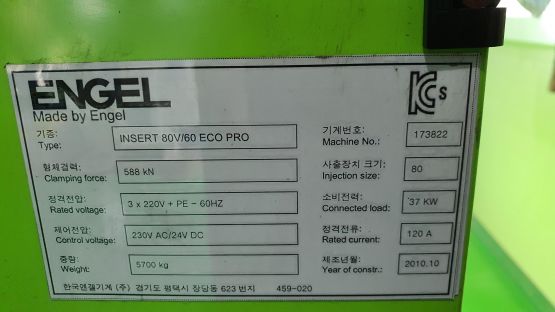 ENGEL
Made by Engel
KCs
기종: INSERT 80V/60 ECO PRO 기계번호: 173822
Type: Machine No.:
형체결력: 588 kN 사출장치 크기: 80
Clamping force: Injection size:
정격전압: 3 x 220V + PE - 60HZ 소비전력: 37 KW
Rated voltage: Connected load:
제어전압: 230V AC/24V DC 정격전류: 120 A
Control voltage: Rated current:
중량: 5700 kg 제조년월: 2010.10
Weight: Year of constr.:
한국엔겔기계 (주) 경기도 평택시 장당동 623 번지 459-020